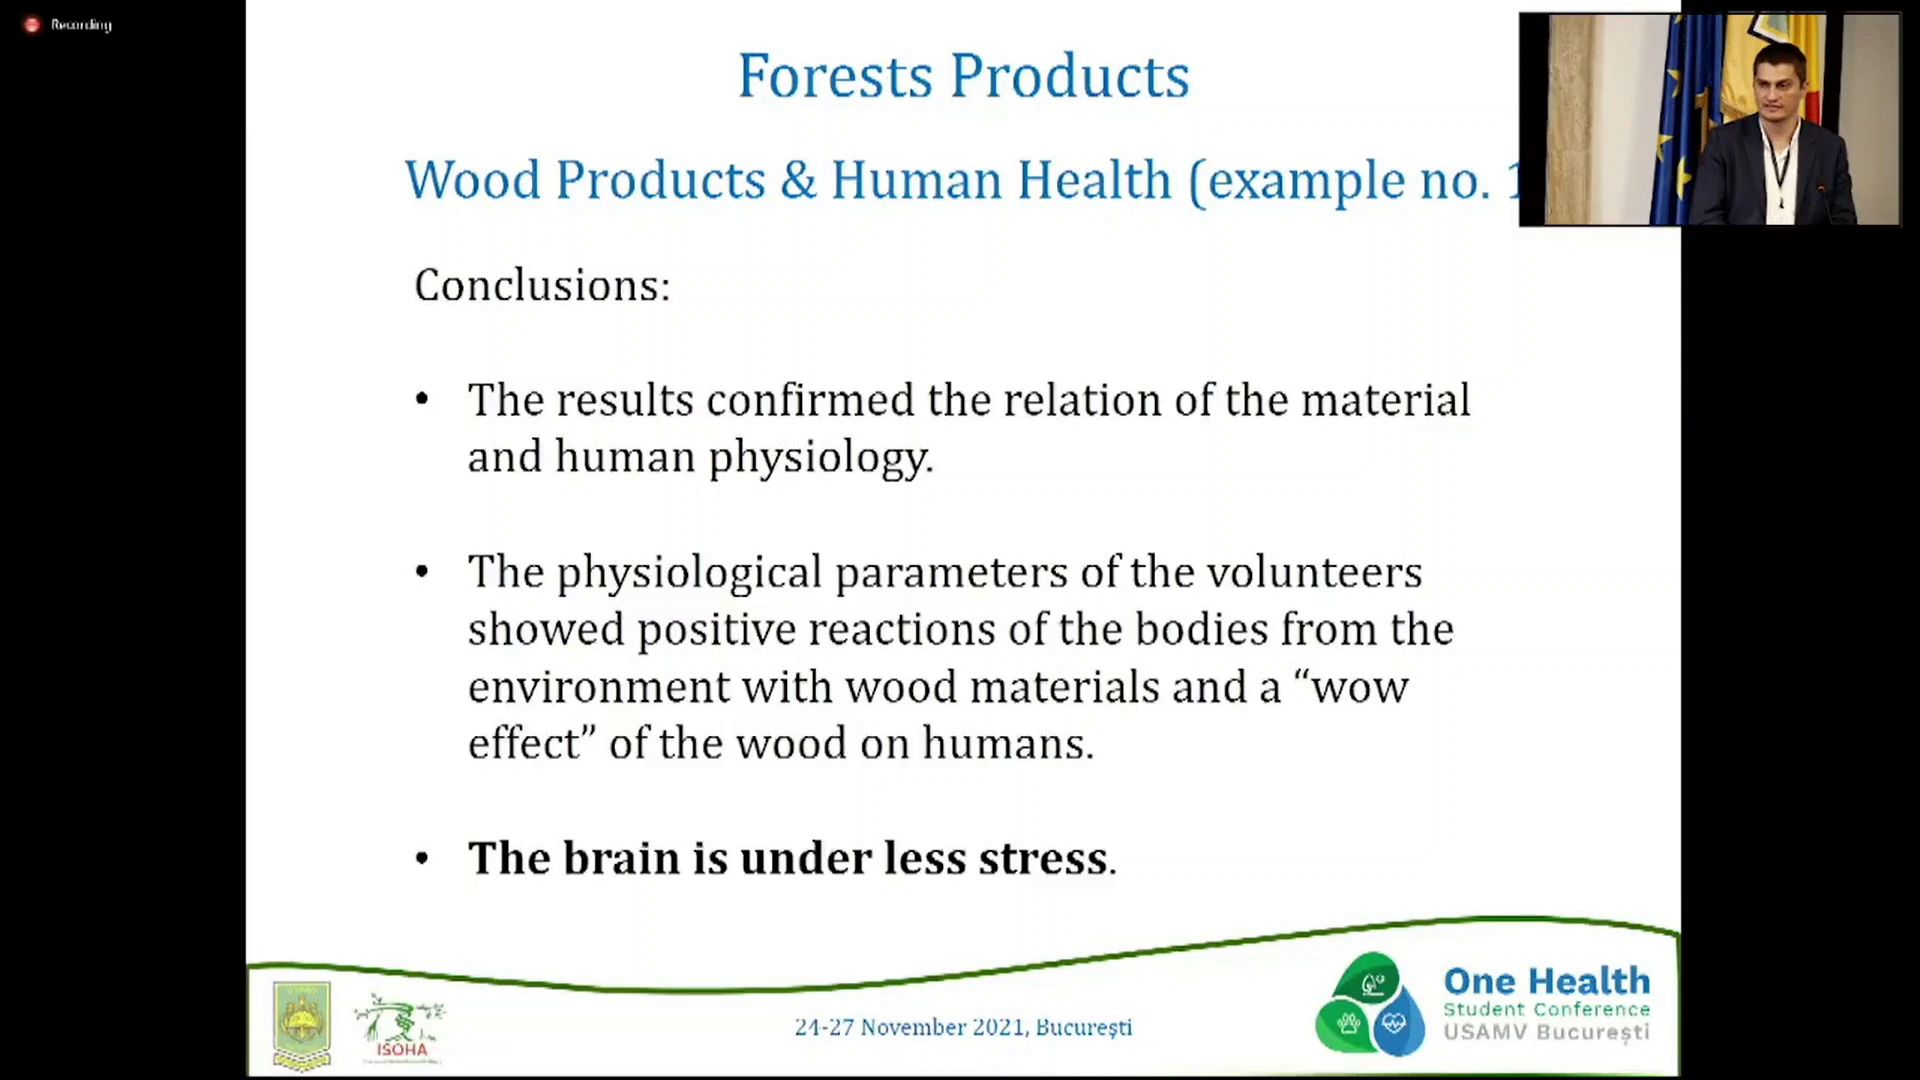 Recording
Forests Products
Wood Products & Human Health (example no. 1
Conclusions:
• The results confirmed the relation of the material
and human physiology.
• The physiological parameters of the volunteers
showed positive reactions of the bodies from the
environment with wood materials and a “wow
effect” of the wood on humans.
• The brain is under less stress.
ISOHA
24-27 November 2021, București
One Health
Student Conference
USAMV București